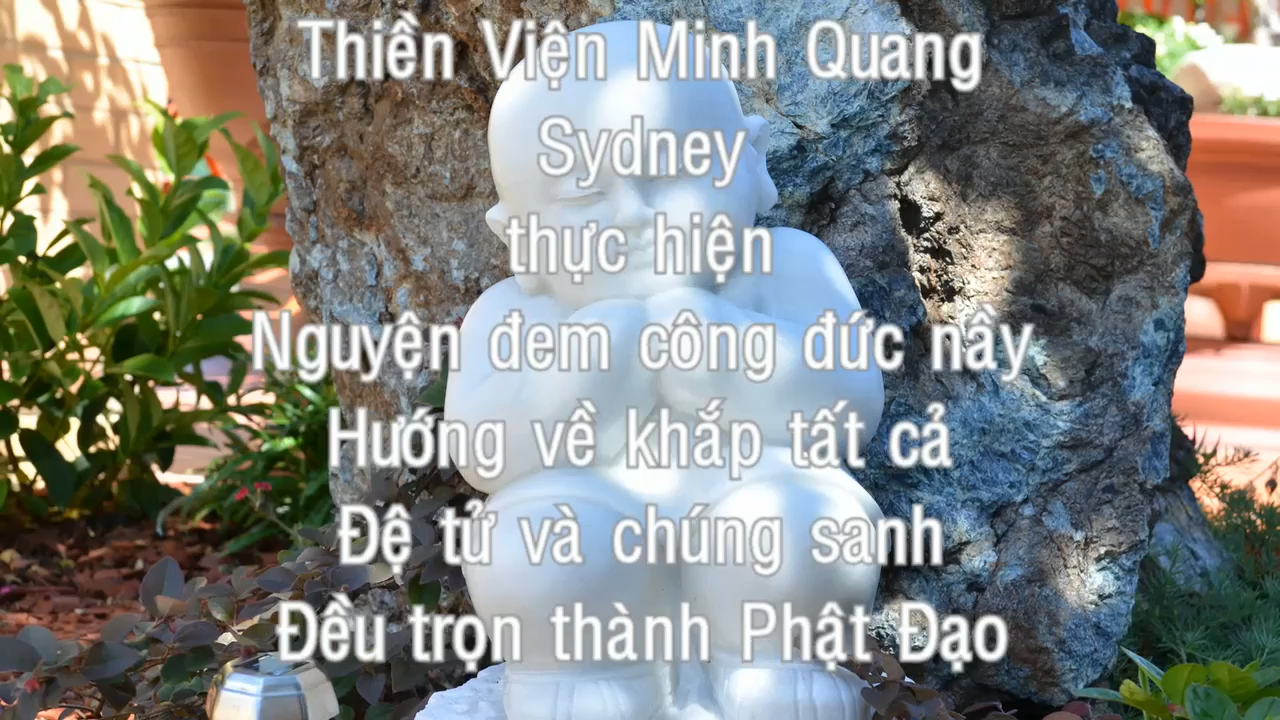 Thiền Viện Minh Quang
Sydney
thực hiện
Nguyện đem công đức nầy
Hướng về khắp tất cả
Đệ tử và chúng sanh
Đều trọn thành Phật Đạo